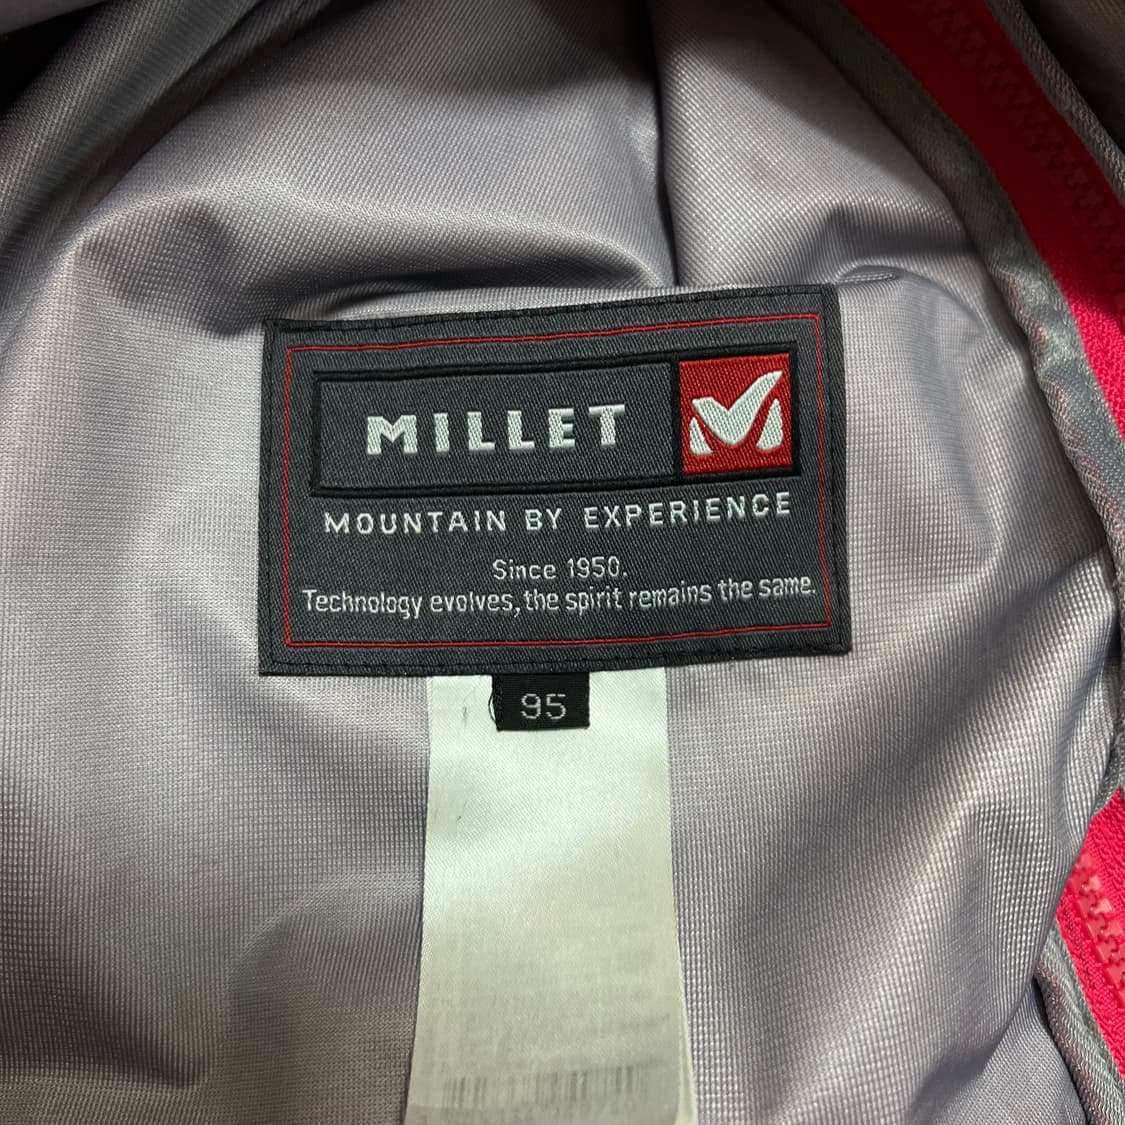 MILLET
MOUNTAIN BY EXPERIENCE
Since 1950.
Technology evolves, the spirit remains the same.
95